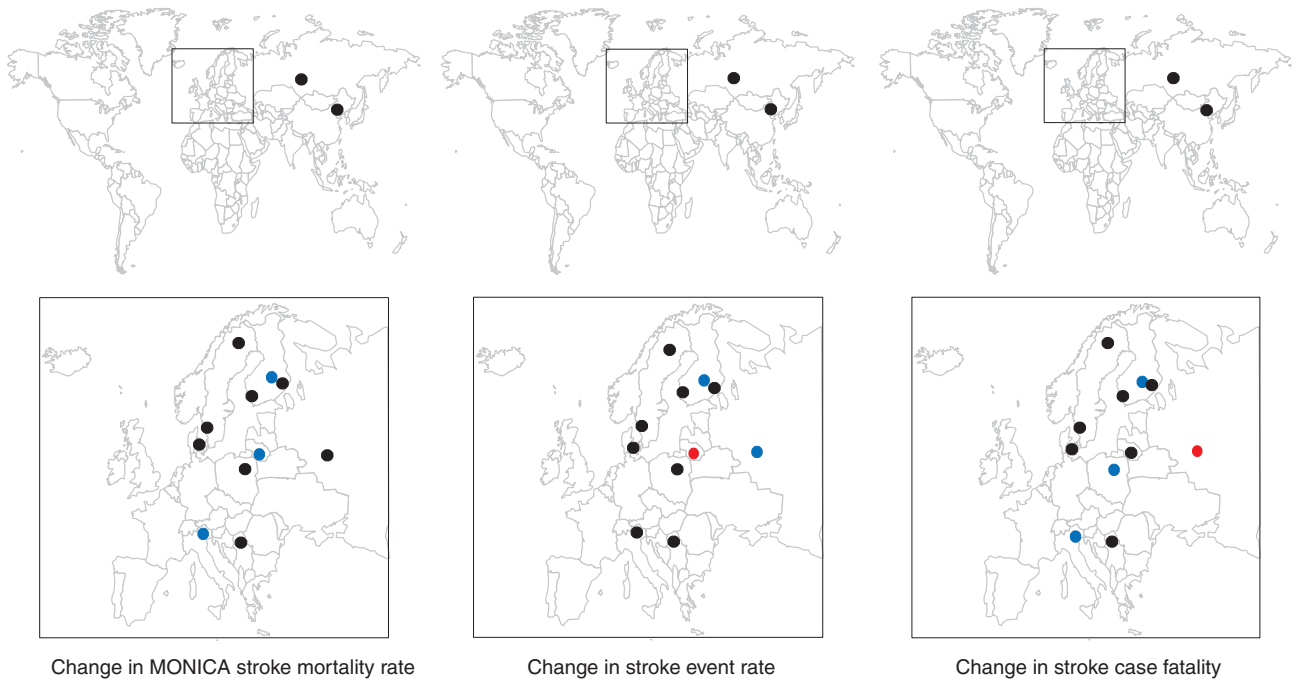 Change in MONICA stroke mortality rate
Change in stroke event rate
Change in stroke case fatality